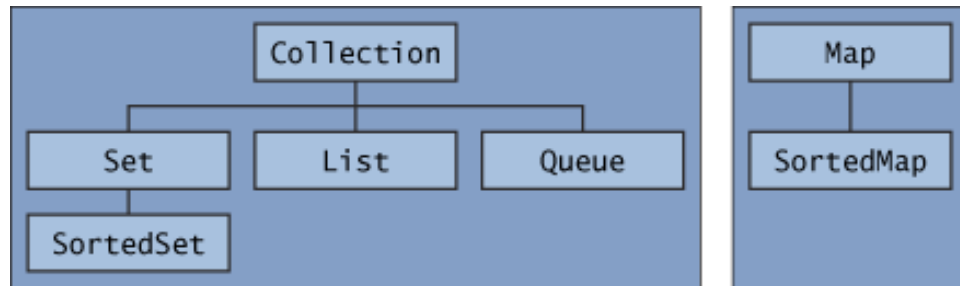 Collection
Set
List
Queue
SortedSet
Map
SortedMap